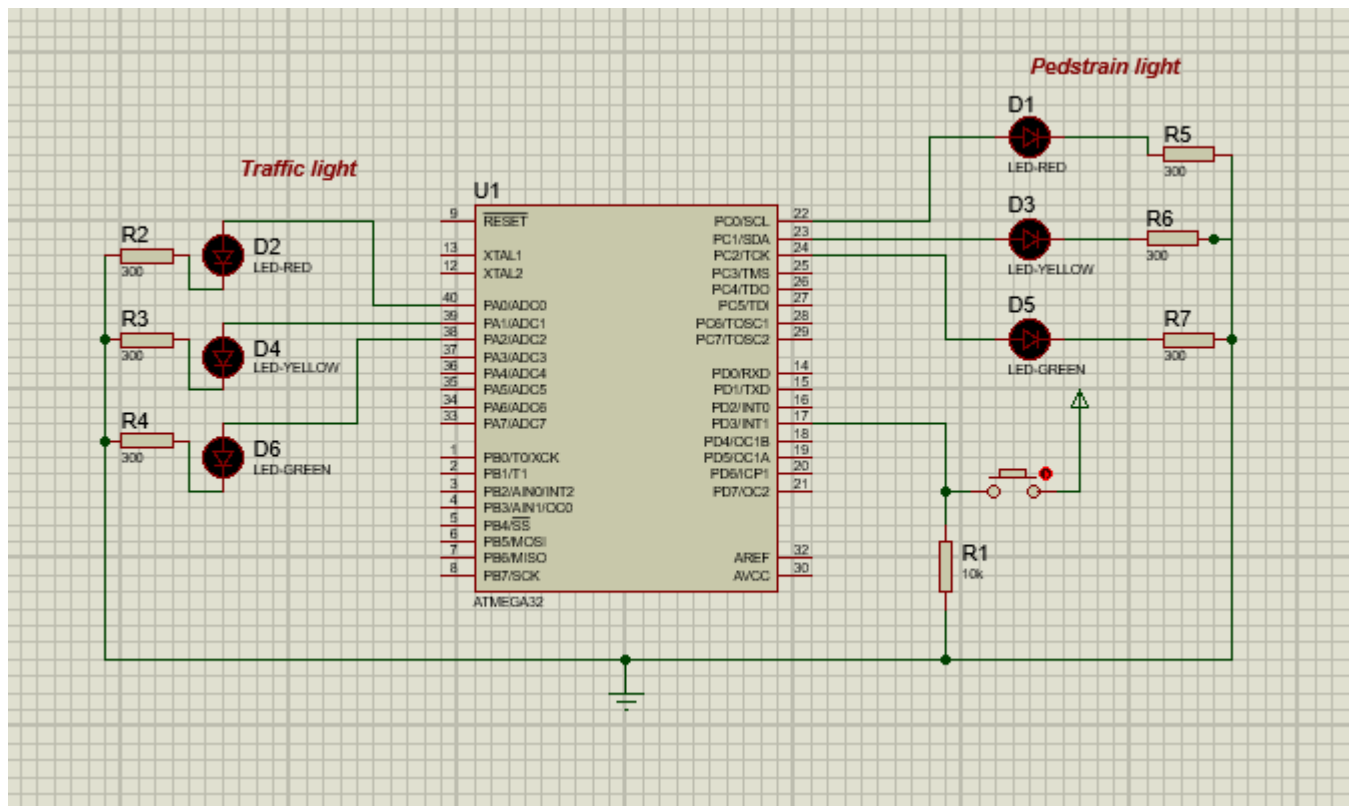 Pedstrain light
D1
LED-RED
R5
300
Traffic light
U1
R2
300
D2
LED-RED
R3
300
D4
LED-YELLOW
R4
300
D6
LED-GREEN
9 RESET
13 XTAL1
12 XTAL2
40 PA0/ADC0
39 PA1/ADC1
38 PA2/ADC2
37 PA3/ADC3
36 PA4/ADC4
35 PA5/ADC5
34 PA6/ADC6
33 PA7/ADC7
1 PB0/T0/XCK
2 PB1/T1
3 PB2/AIN0/INT2
4 PB3/AIN1/OC0
5 PB4/SS
6 PB5/MOSI
7 PB6/MISO
8 PB7/SCK
PC0/SCL 22
PC1/SDA 23
PC2/TCK 24
PC3/TMS 25
PC4/TDO 26
PC5/TDI 27
PC6/TOSC1 28
PC7/TOSC2 29
PD0/RXD 14
PD1/TXD 15
PD2/INT0 16
PD3/INT1 17
PD4/OC1B 18
PD5/OC1A 19
PD6/ICP1 20
PD7/OC2 21
AREF 32
AVCC 30
ATMEGA32
D3
LED-YELLOW
R6
300
D5
LED-GREEN
R7
300
R1
10k